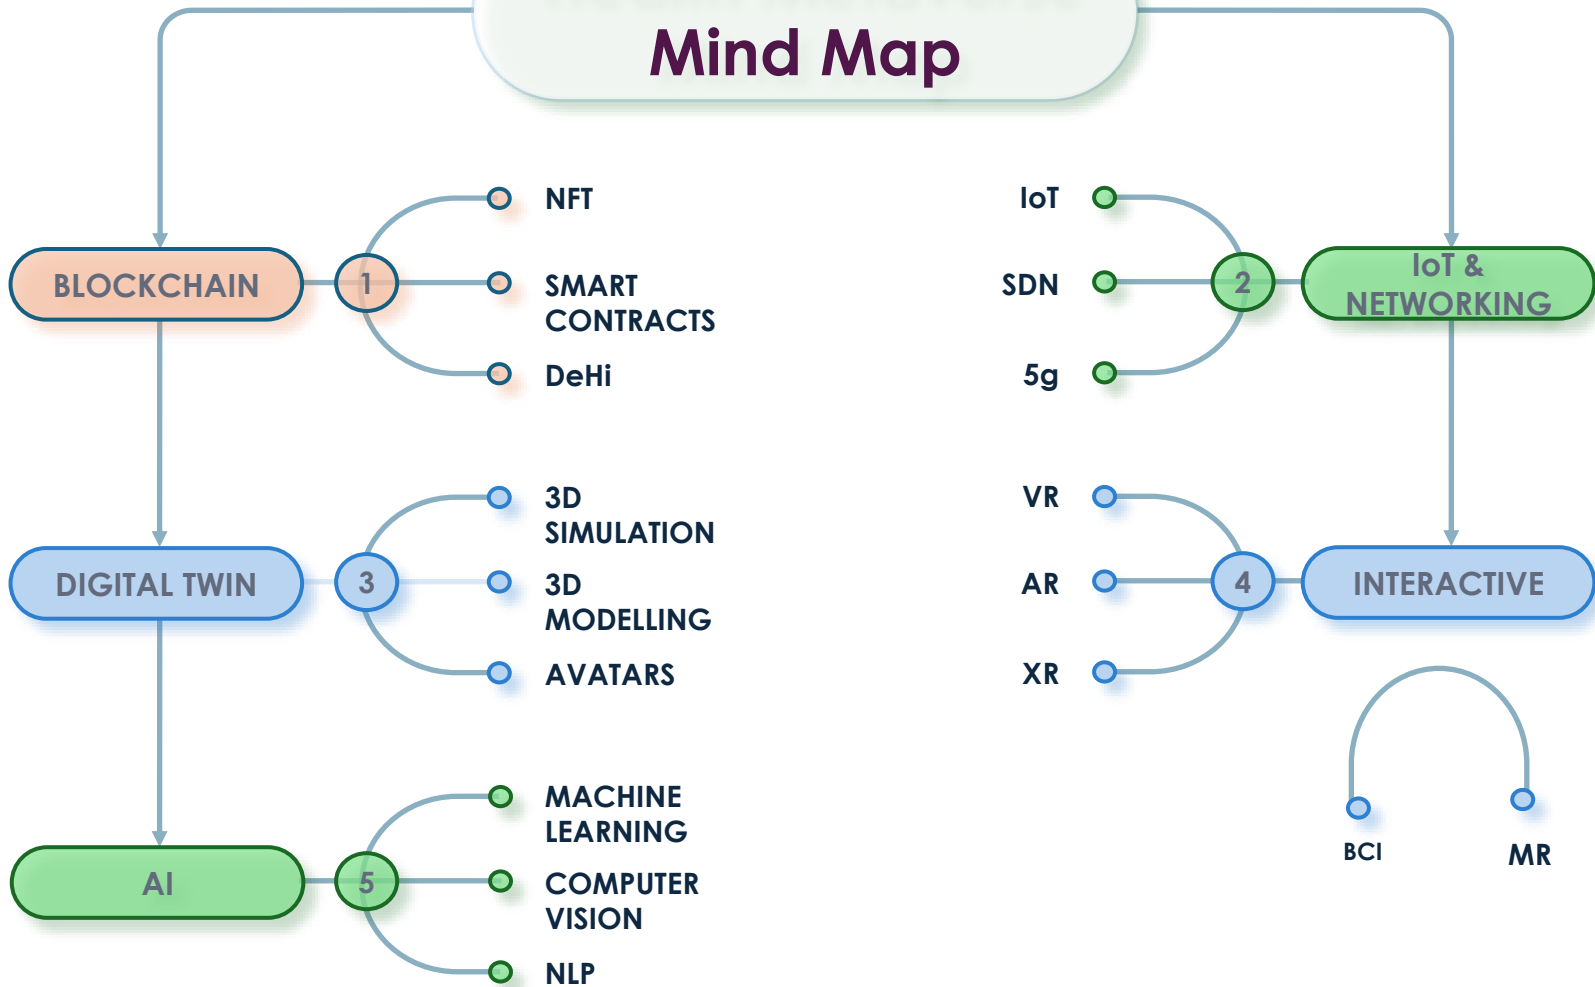 Mind Map
BLOCKCHAIN
1
NFT
SMART
CONTRACTS
DeHi
IoT
SDN
5g
2
IoT &
NETWORKING
DIGITAL TWIN
3
3D
SIMULATION
3D
MODELLING
AVATARS
VR
AR
XR
4
INTERACTIVE
BCI
MR
AI
5
MACHINE
LEARNING
COMPUTER
VISION
NLP